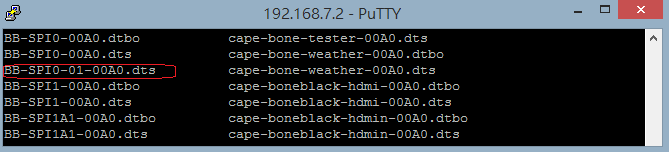 192.168.7.2 - PuTTY
BB-SPI0-00A0.dtbo cape-bone-tester-00A0.dts
BB-SPI0-00A0.dts cape-bone-weather-00A0.dtbo
BB-SPI0-01-00A0.dts cape-bone-weather-00A0.dts
BB-SPI1-00A0.dtbo cape-boneblack-hdmi-00A0.dtbo
BB-SPI1-00A0.dts cape-boneblack-hdmi-00A0.dts
BB-SPI1A1-00A0.dtbo cape-boneblack-hdmin-00A0.dtbo
BB-SPI1A1-00A0.dts cape-boneblack-hdmin-00A0.dts